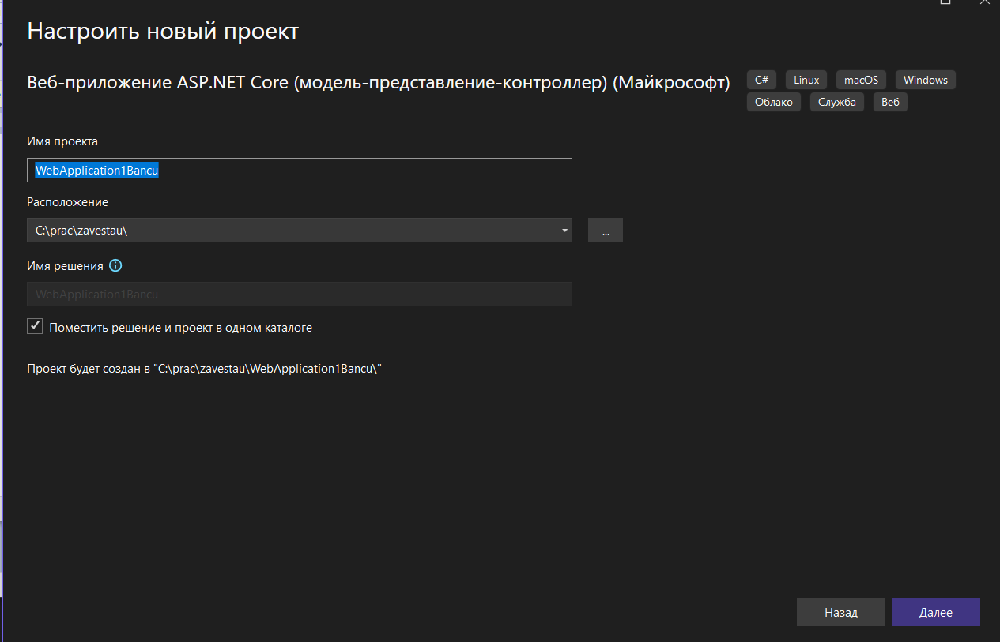 Настроить новый проект
Веб-приложение ASP.NET Core (модель-представление-контроллер) (Майкрософт)
C# Linux macOS Windows
Облако Служба Веб
Имя проекта
WebApplication1Bancu
Расположение
C:\prac\zavestau\
...
Имя решения
WebApplication1Bancu
Поместить решение и проект в одном каталоге
Проект будет создан в "C:\prac\zavestau\WebApplication1Bancu\"
Назад Далее